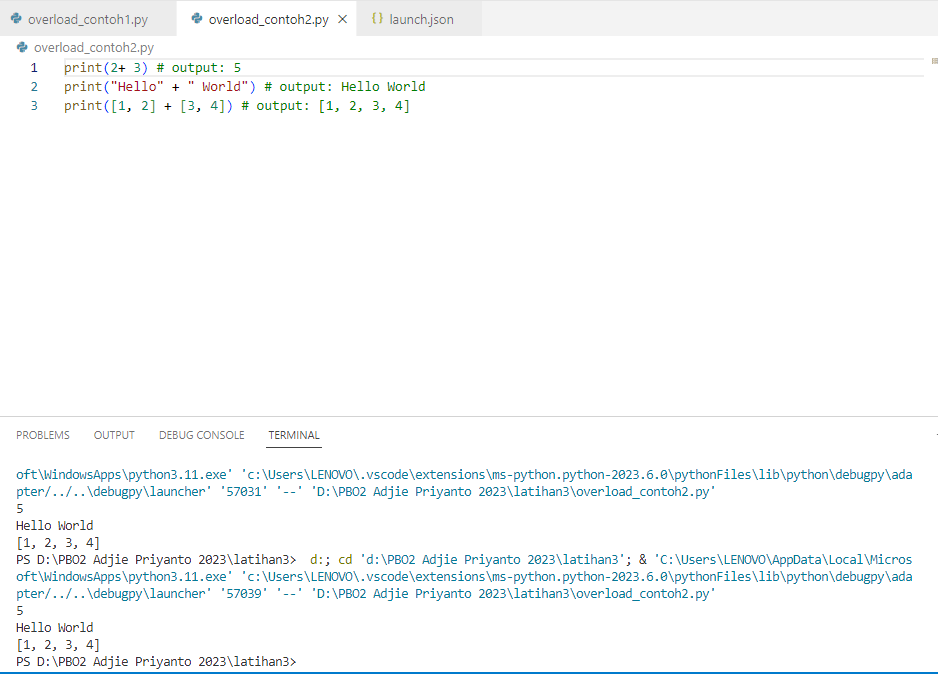 overload_contoh1.py overload_contoh2.py launch.json
overload_contoh2.py
1 print(2+ 3) # output: 5
2 print("Hello" + " World") # output: Hello World
3 print([1, 2] + [3, 4]) # output: [1, 2, 3, 4]
PROBLEMS OUTPUT DEBUG CONSOLE TERMINAL
oft\WindowsApps\python3.11.exe' 'c:\Users\LENOVO\.vscode\extensions\ms-python.python-2023.6.0\pythonFiles\lib\python\debugpy\ada
pter/../..\debugpy\launcher' '57031' '--' 'D:\PBO2 Adjie Priyanto 2023\latihan3\overload_contoh2.py'
5
Hello World
[1, 2, 3, 4]
PS D:\PBO2 Adjie Priyanto 2023\latihan3>  d:; cd 'd:\PBO2 Adjie Priyanto 2023\latihan3'; & 'C:\Users\LENOVO\AppData\Local\Micros
oft\WindowsApps\python3.11.exe' 'c:\Users\LENOVO\.vscode\extensions\ms-python.python-2023.6.0\pythonFiles\lib\python\debugpy\ada
pter/../..\debugpy\launcher' '57039' '--' 'D:\PBO2 Adjie Priyanto 2023\latihan3\overload_contoh2.py'
5
Hello World
[1, 2, 3, 4]
PS D:\PBO2 Adjie Priyanto 2023\latihan3>